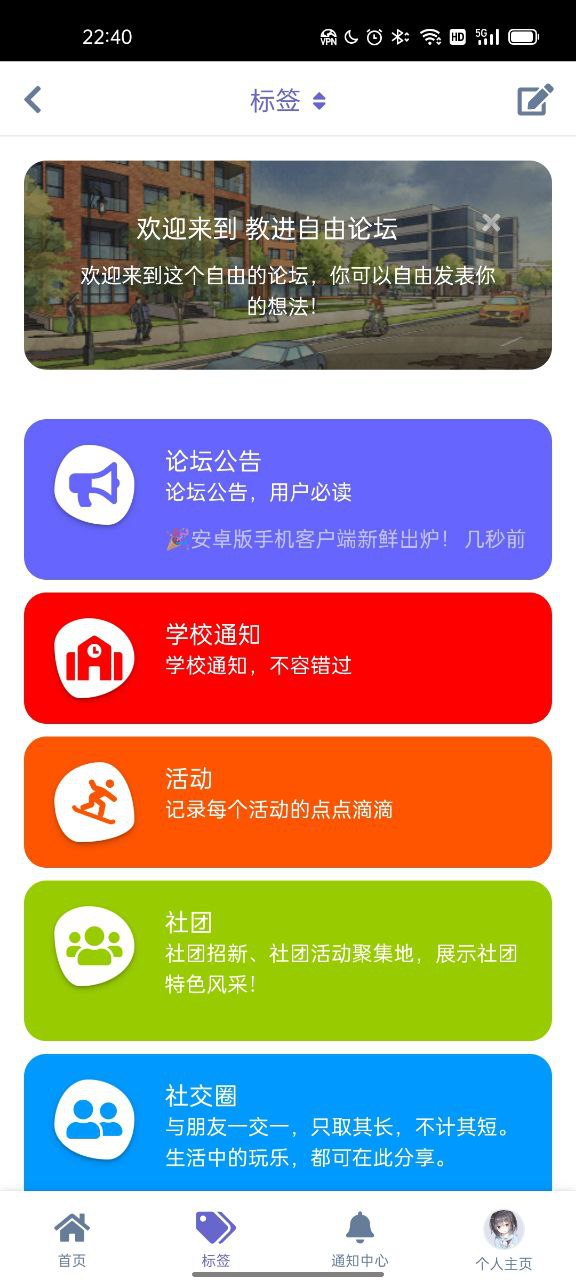 22:40
VPN
HD
5G
标签
欢迎来到 教进自由论坛
欢迎来到这个自由的论坛，你可以自由发表你
的想法！
论坛公告
论坛公告，用户必读
🎉安卓版手机客户端新鲜出炉！ 几秒前
学校通知
学校通知，不容错过
活动
记录每个活动的点点滴滴
社团
社团招新、社团活动聚集地，展示社团
特色风采！
社交圈
与朋友一交一，只取其长，不计其短。
生活中的玩乐，都可在此分享。
首页
标签
通知中心
个人主页